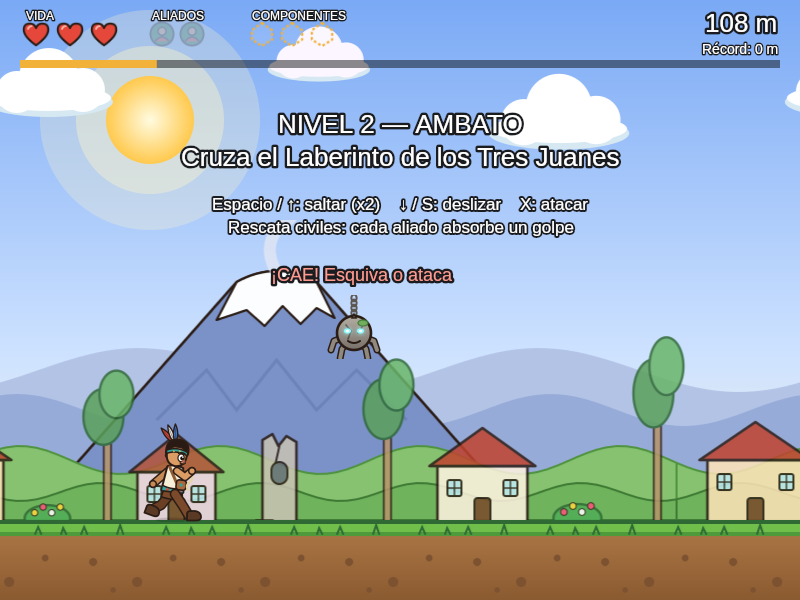 VIDA
ALIADOS
COMPONENTES
108 m
Récord: 0 m
NIVEL 2 — AMBATO
Cruza el Laberinto de los Tres Juanes
Espacio / ↑: saltar (x2) ↓ / S: deslizar X: atacar
Rescata civiles: cada aliado absorbe un golpe
¡CAE! Esquiva o ataca